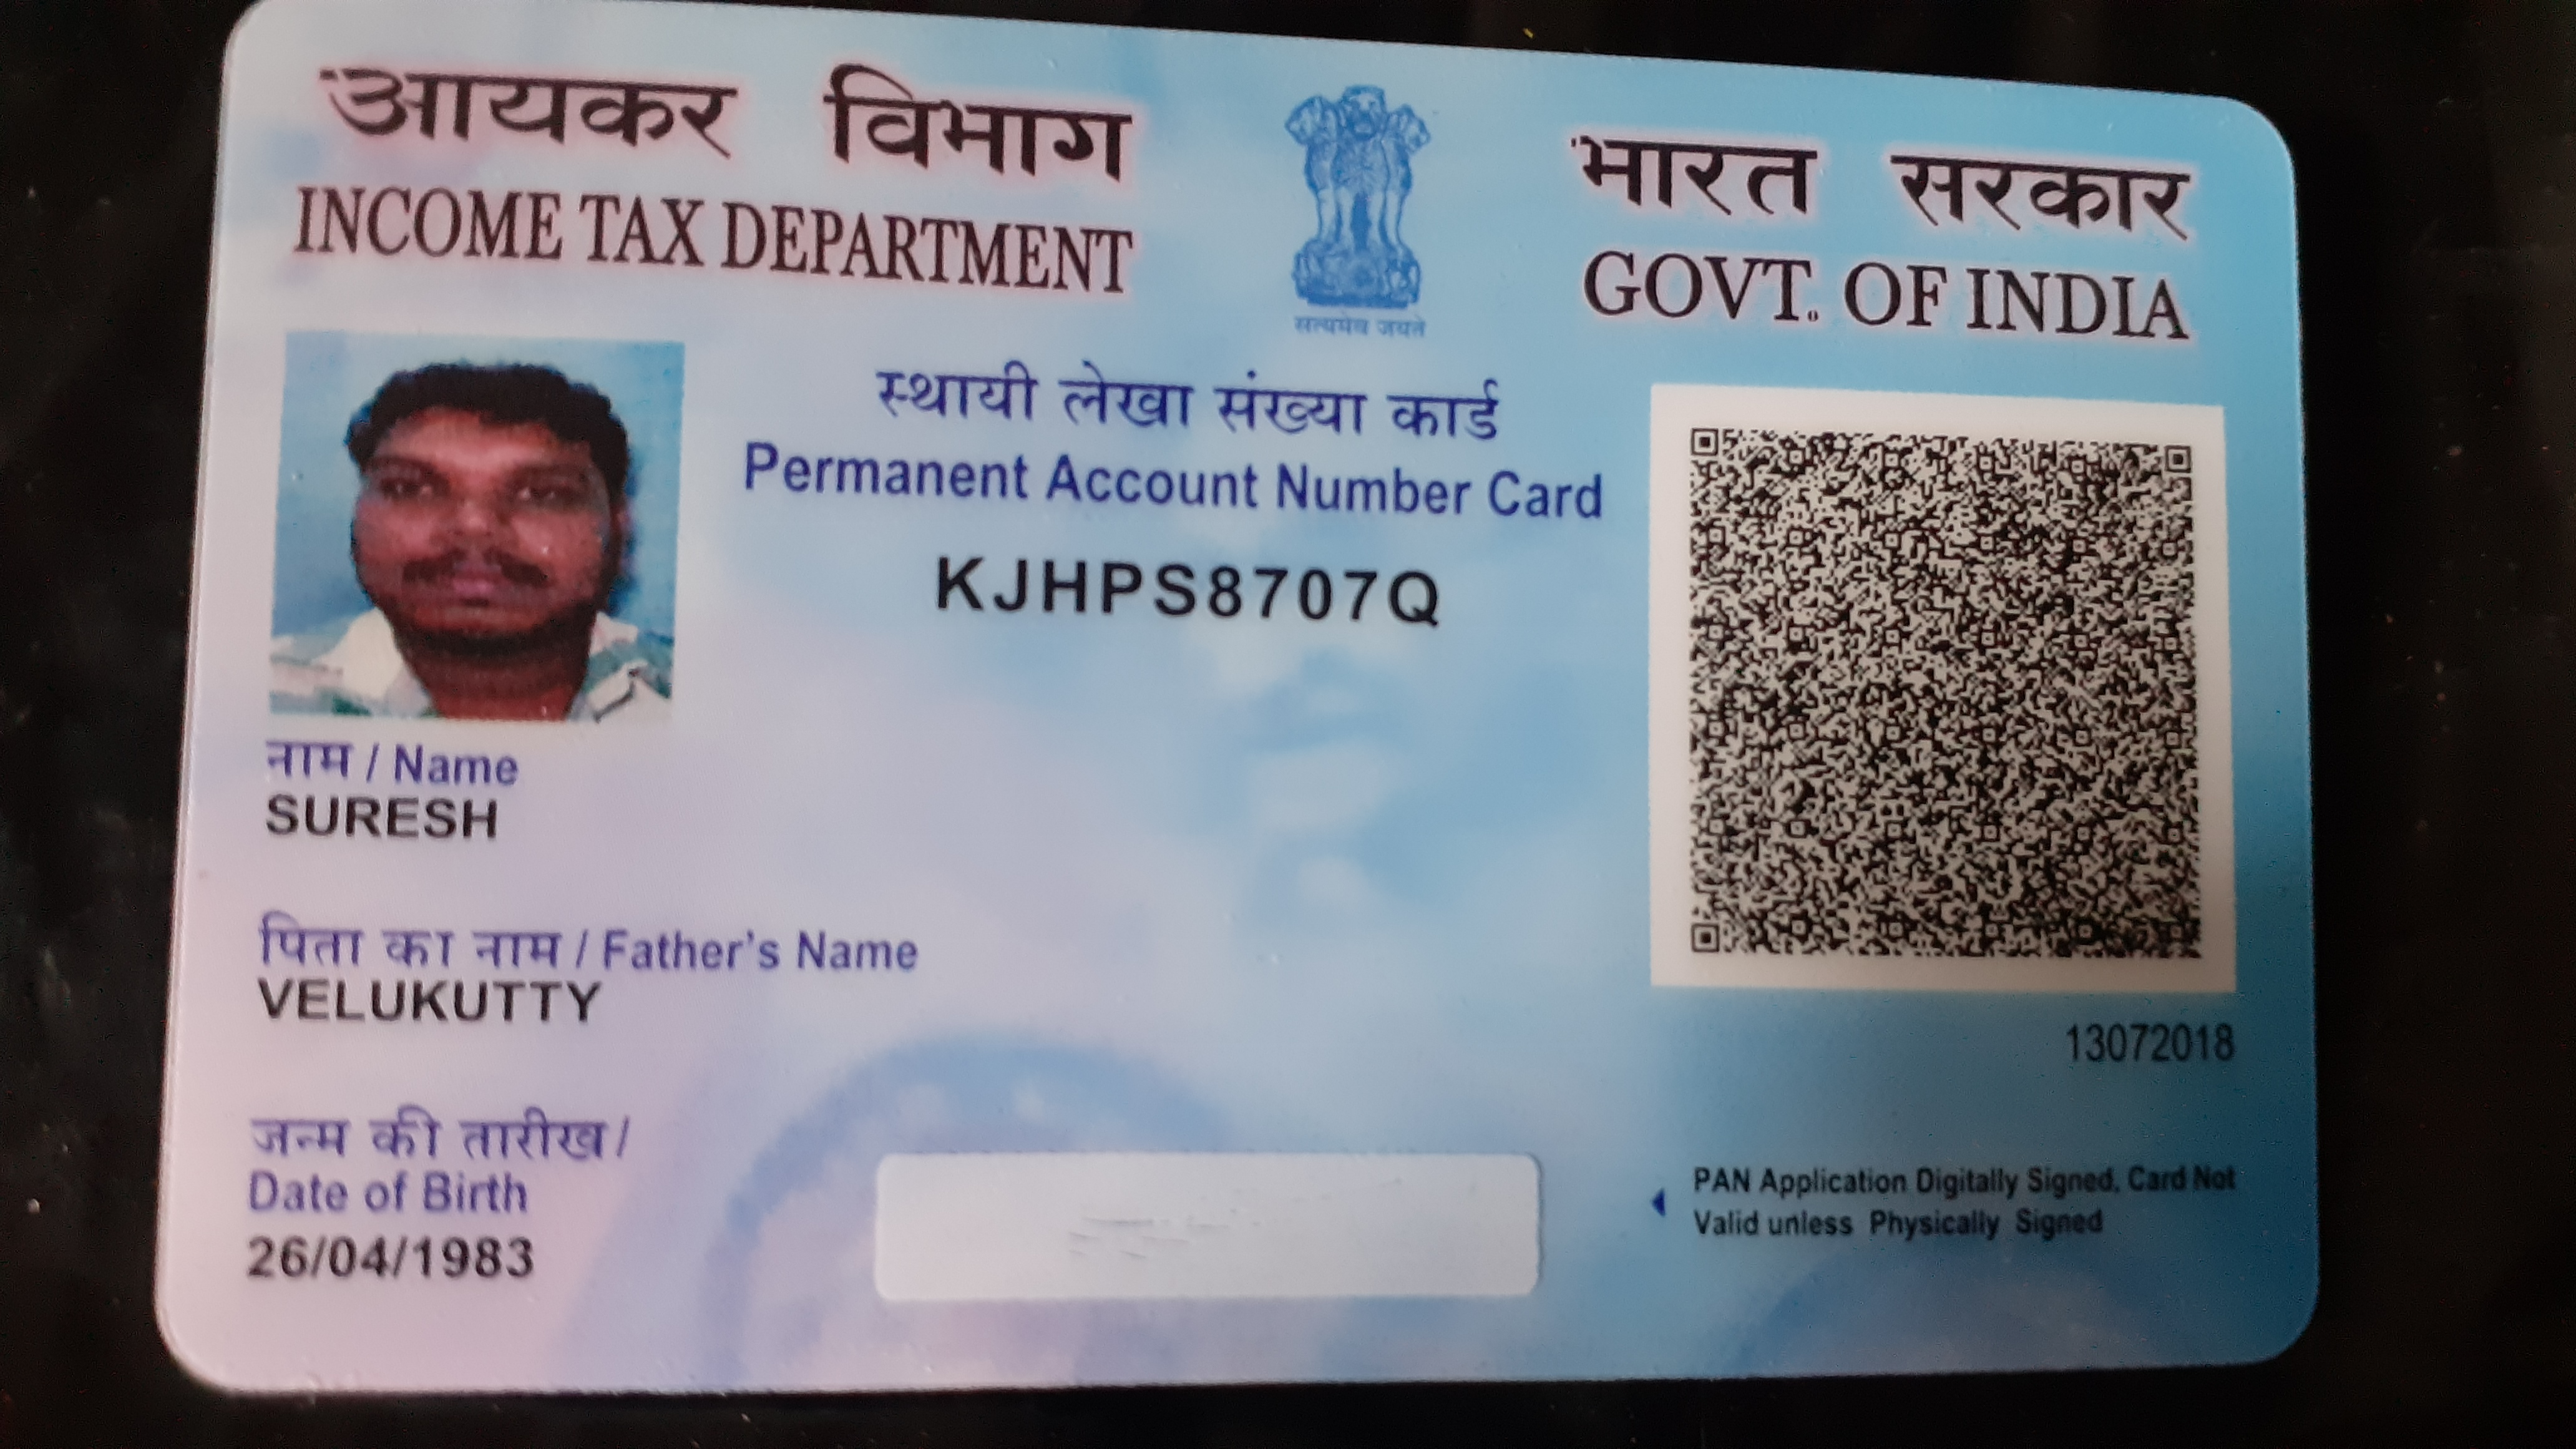 आयकर विभाग
INCOME TAX DEPARTMENT
भारत सरकार
GOVT. OF INDIA
सत्यमेव जयते
स्थायी लेखा संख्या कार्ड
Permanent Account Number Card
KJHPS8707Q
नाम / Name
SURESH
पिता का नाम / Father's Name
VELUKUTTY
जन्म की तारीख /
Date of Birth
26/04/1983
13072018
PAN Application Digitally Signed, Card Not
Valid unless Physically Signed